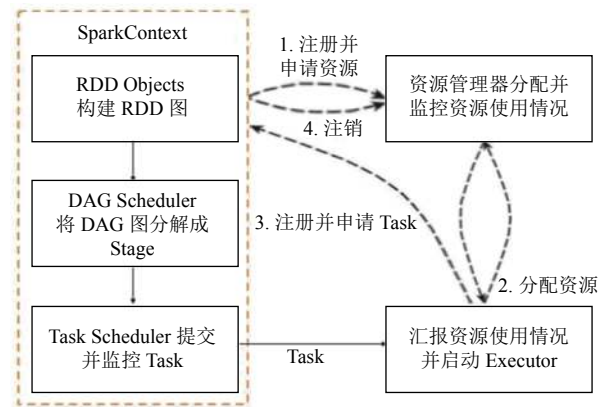 SparkContext
RDD Objects
构建 RDD 图
1. 注册并
申请资源
4. 注销
资源管理器分配并
监控资源使用情况
DAG Scheduler
将 DAG 图分解成
Stage
3. 注册并申请 Task
2. 分配资源
Task Scheduler 提交
并监控 Task
Task
汇报资源使用情况
并启动 Executor